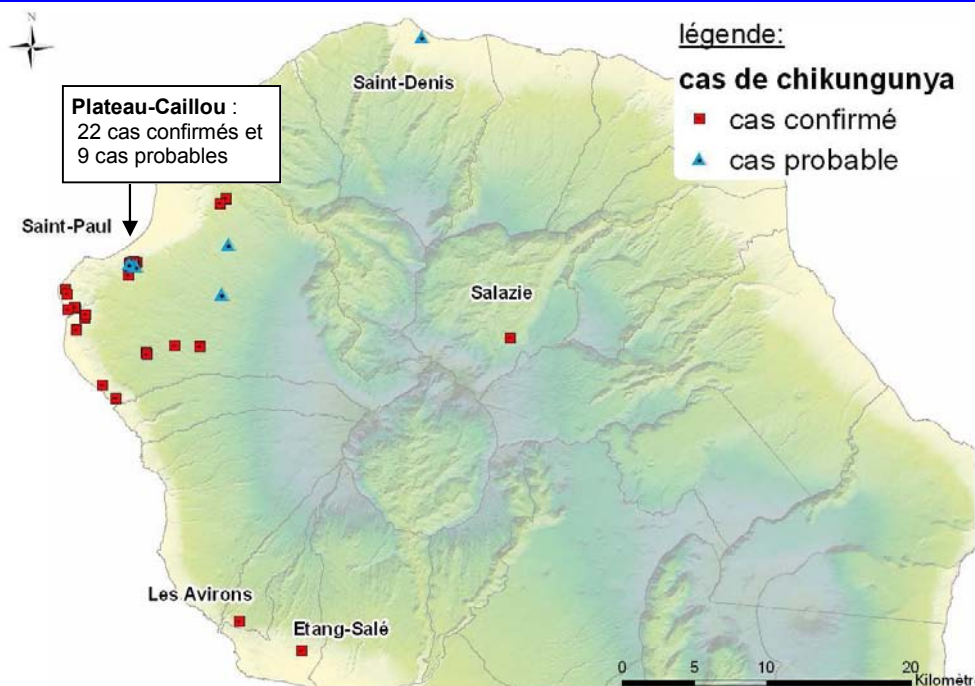 N
légende:
cas de chikungunya
cas confirmé
cas probable
Saint-Denis
Plateau-Caillou :
22 cas confirmés et
9 cas probables
Saint-Paul
Salazie
Les Avirons
Etang-Salé
0 5 10 20
Kilomètr